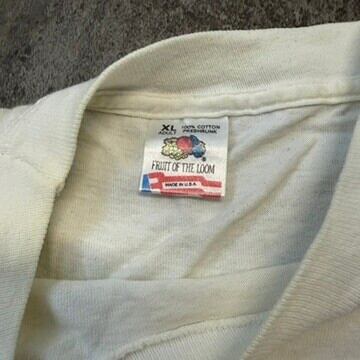 XL 100% COTTON
ADULT PRESHRUNK
FRUIT OF THE LOOM
MADE IN U.S.A.